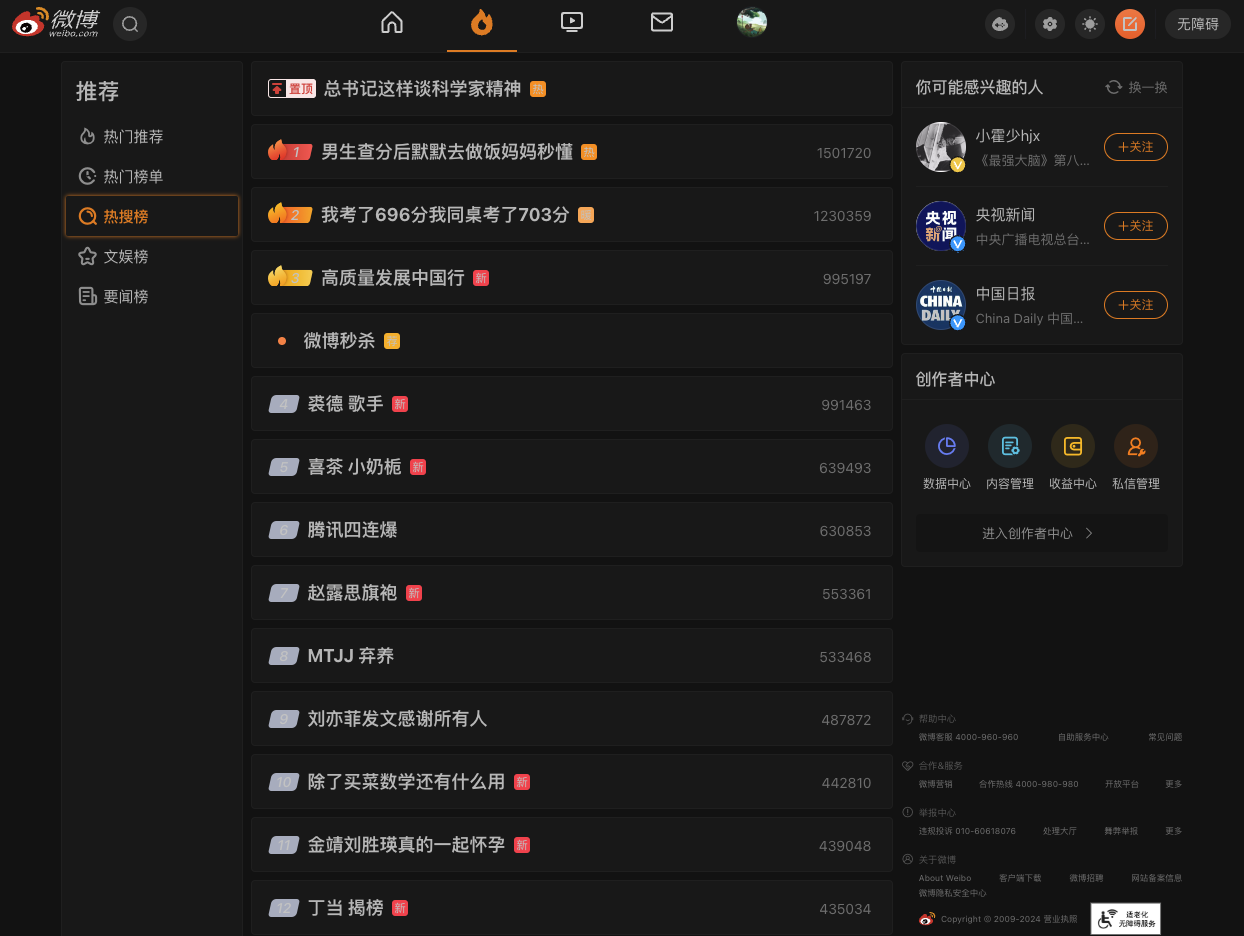 微博
weibo.com
无障碍
推荐
热门推荐
热门榜单
热搜榜
文娱榜
要闻榜
置顶 总书记这样谈科学家精神 热
1 男生查分后默默去做饭妈妈秒懂 热 1501720
2 我考了696分我同桌考了703分 1230359
3 高质量发展中国行 新 995197
微博秒杀
4 裘德 歌手 新 991463
5 喜茶 小奶栀 新 639493
6 腾讯四连爆 630853
7 赵露思旗袍 新 553361
8 MTJJ 弃养 533468
9 刘亦菲发文感谢所有人 487872
10 除了买菜数学还有什么用 新 442810
11 金靖刘胜瑛真的一起怀孕 新 439048
12 丁当 揭榜 新 435034
你可能感兴趣的人 换一换
小霍少hjx
《最强大脑》第八...
+关注
央视新闻
央视新闻
中央广播电视总台...
+关注
中国日报
CHINA
DAILY
中国日报
China Daily 中国...
+关注
创作者中心
数据中心 内容管理 收益中心 私信管理
进入创作者中心
帮助中心
微博客服 4000-960-960 自助服务中心 常见问题
合作&服务
微博营销 合作热线 4000-980-980 开放平台 更多
举报中心
违规投诉 010-60618076 处理大厅 舞弊举报 更多
关于微博
About Weibo 客户端下载 微博招聘 网站备案信息
微博隐私安全中心
Copyright © 2009-2024 营业执照
适老化
无障碍服务